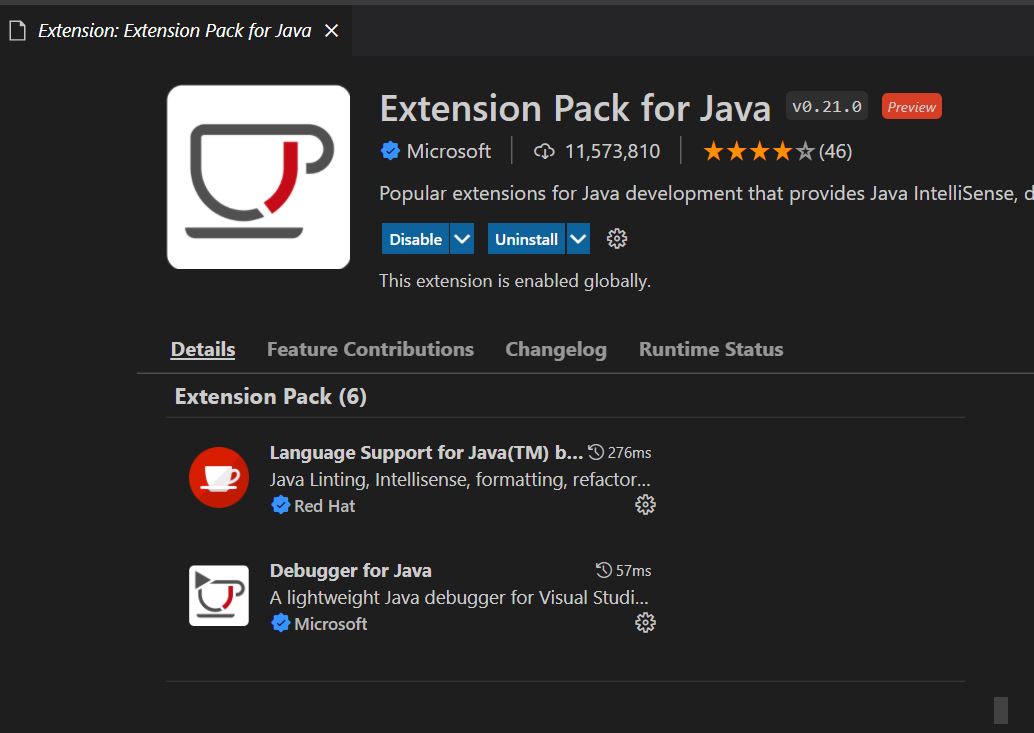 Extension: Extension Pack for Java
Extension Pack for Java v0.21.0 Preview
Microsoft 11,573,810 (46)
Popular extensions for Java development that provides Java IntelliSense, d
Disable Uninstall
This extension is enabled globally.
Details Feature Contributions Changelog Runtime Status
Extension Pack (6)
Language Support for Java(TM) b... 276ms
Java Linting, Intellisense, formatting, refactor...
Red Hat
Debugger for Java 57ms
A lightweight Java debugger for Visual Studi...
Microsoft